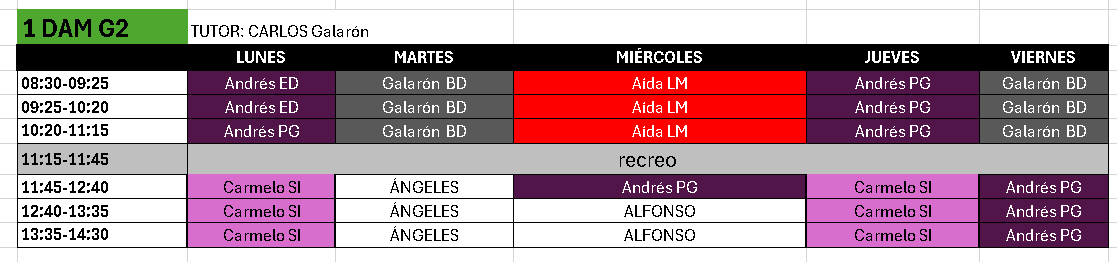 1 DAM G2 TUTOR: CARLOS Galarón
LUNES MARTES MIÉRCOLES JUEVES VIERNES
08:30-09:25 Andrés ED Galarón BD Aída LM Andrés PG Galarón BD
09:25-10:20 Andrés ED Galarón BD Aída LM Andrés PG Galarón BD
10:20-11:15 Andrés PG Galarón BD Aída LM Andrés PG Galarón BD
11:15-11:45 recreo
11:45-12:40 Carmelo SI ÁNGELES Andrés PG Carmelo SI Andrés PG
12:40-13:35 Carmelo SI ÁNGELES ALFONSO Carmelo SI Andrés PG
13:35-14:30 Carmelo SI ÁNGELES ALFONSO Carmelo SI Andrés PG